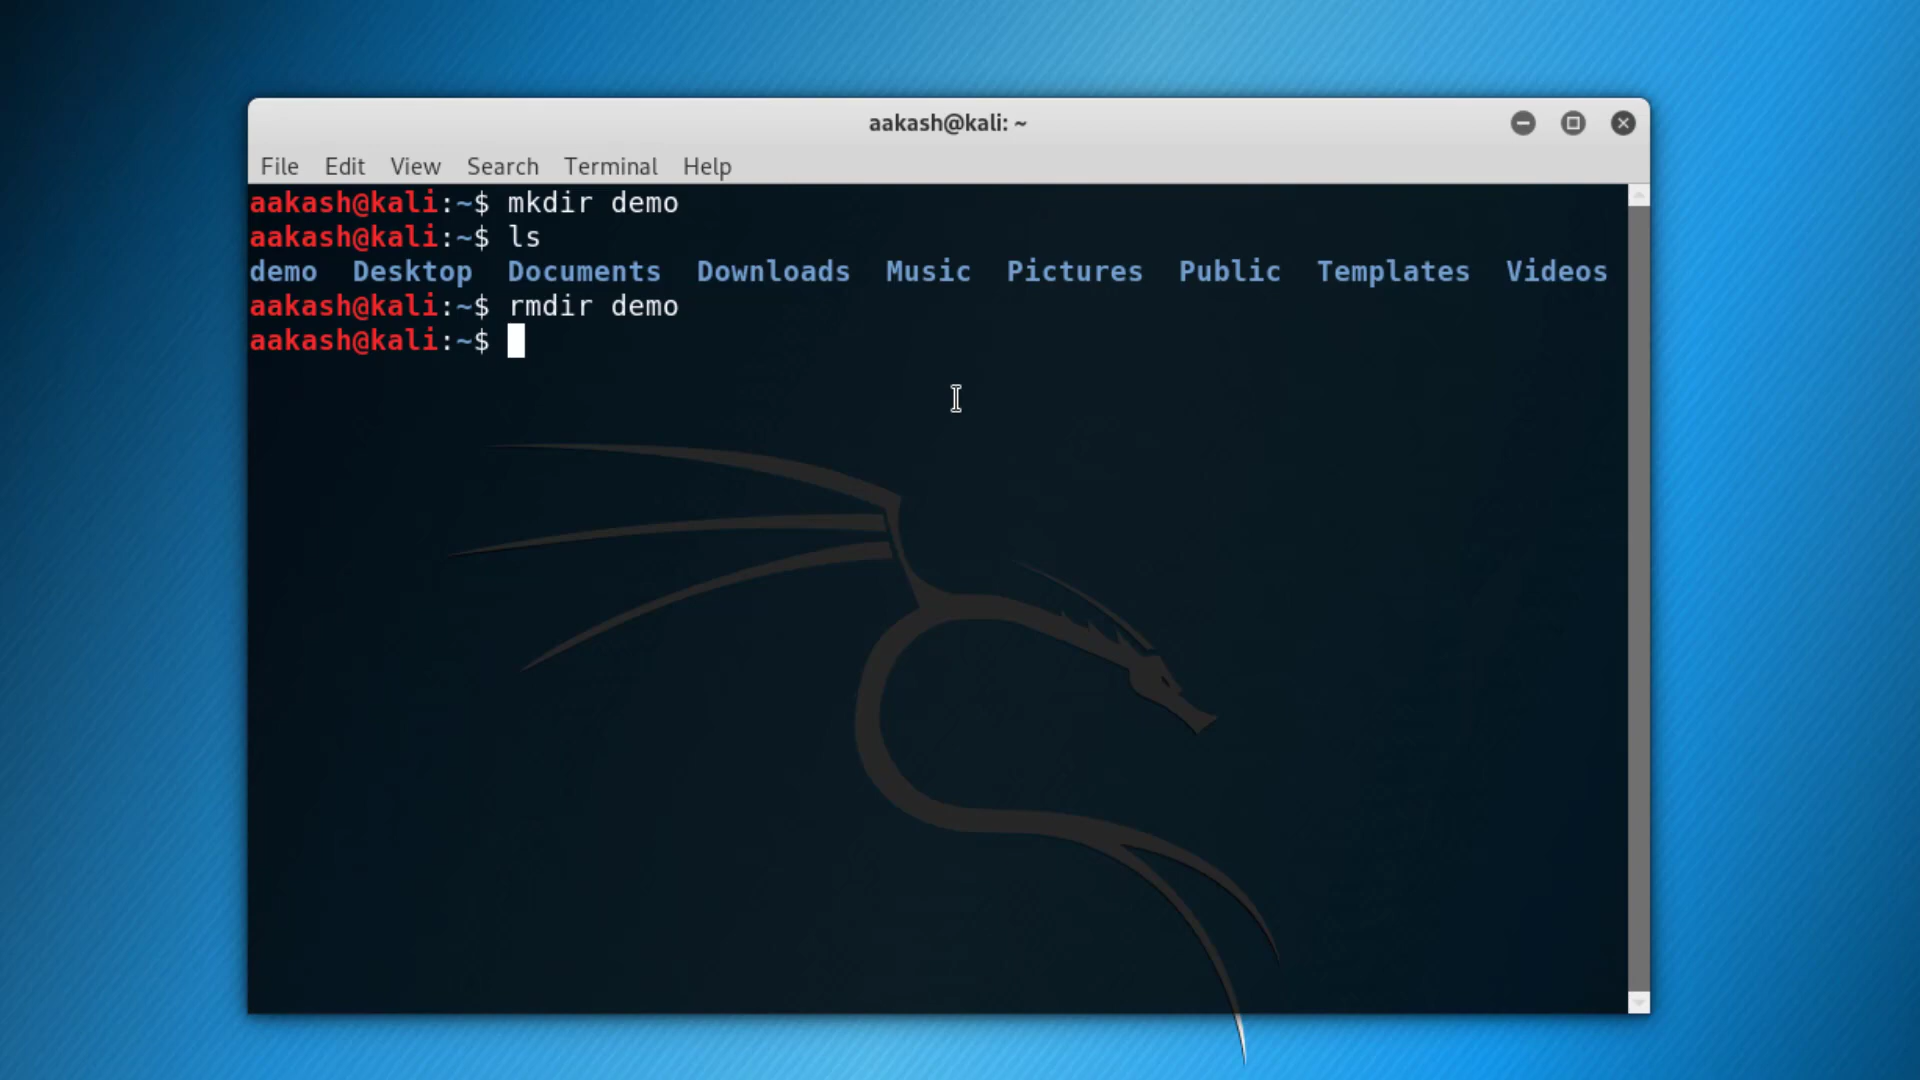 aakash@kali: ~
File Edit View Search Terminal Help
aakash@kali:~$ mkdir demo
aakash@kali:~$ ls
demo Desktop Documents Downloads Music Pictures Public Templates Videos
aakash@kali:~$ rmdir demo
aakash@kali:~$